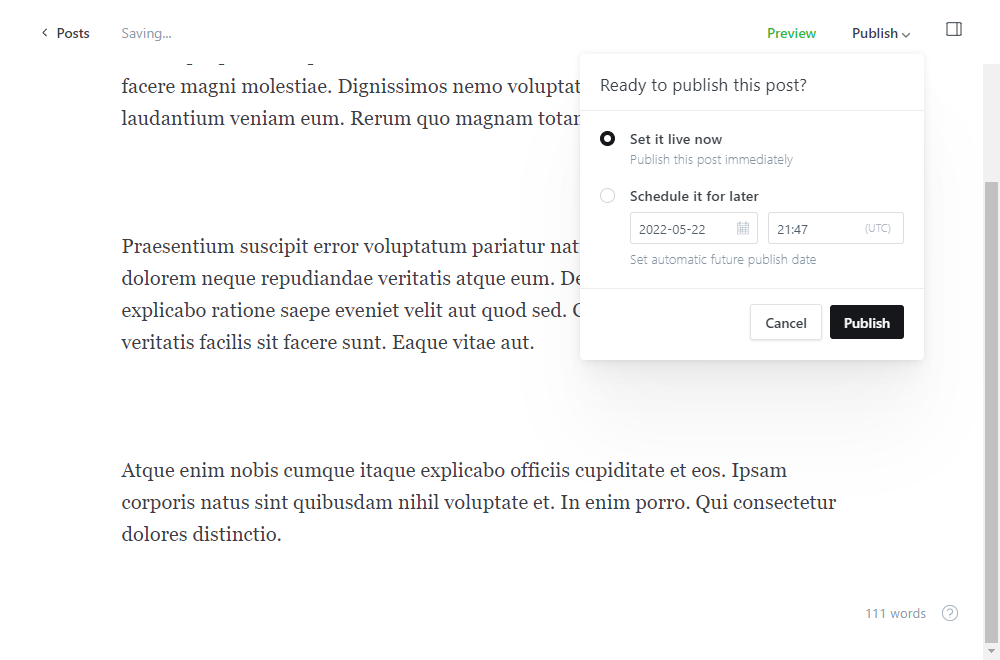 Posts
Saving...
Preview
Publish
facere magni molestiae. Dignissimos nemo
laudantium veniam eum. Rerum quo magnam
Ready to publish this post?
Set it live now
Publish this post immediately
Schedule it for later
2022-05-22
21:47
(UTC)
Set automatic future publish date
Cancel
Publish
Praesentium suscipit error voluptatum pariatur
dolorem neque repudiandae veritatis atque eum.
explicabo ratione saepe eveniet velit aut quod sed.
veritatis facilis sit facere sunt. Eaque vitae aut.
Atque enim nobis cumque itaque explicabo officiis cupiditate et eos. Ipsam
corporis natus sint quibusdam nihil voluptate et. In enim porro. Qui consectetur
dolores distinctio.
111 words
?